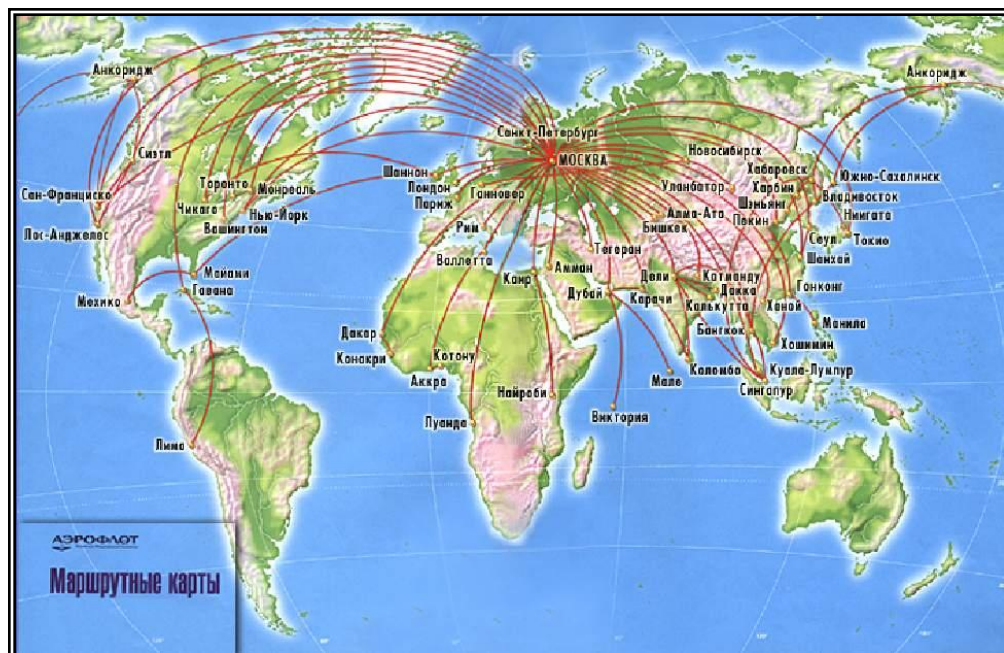 Анкоридж
Анкоридж
Санкт-Петербург
МОСКВА
Новосибирск
Сиэтл
Шаннон
Хабаровск
Южно-Сахалинск
Торонто
Монреаль
Лондон
Ганновер
Уланбатор
Харбин
Сан-Франциско
Париж
Шэньянг
Владивосток
Чикаго
Нью-Йорк
Алма-Ата
Пекин
Ниигата
Вашингтон
Рим
Бишкек
Лос-Анджелес
Сеул
Токио
Тегеран
Валлетта
Шанхай
Майами
Каир
Амман
Дели
Катманду
Гавана
Дубай
Карачи
Дакка
Гонконг
Мехико
Калькутта
Ханой
Манила
Дакар
Бангкок
Хошимин
Конакри
Котону
Коломбо
Куала-Лумпур
Аккра
Мале
Сингапур
Найроби
Виктория
Луанда
Лима
АЭРОФЛОТ
Маршрутные карты